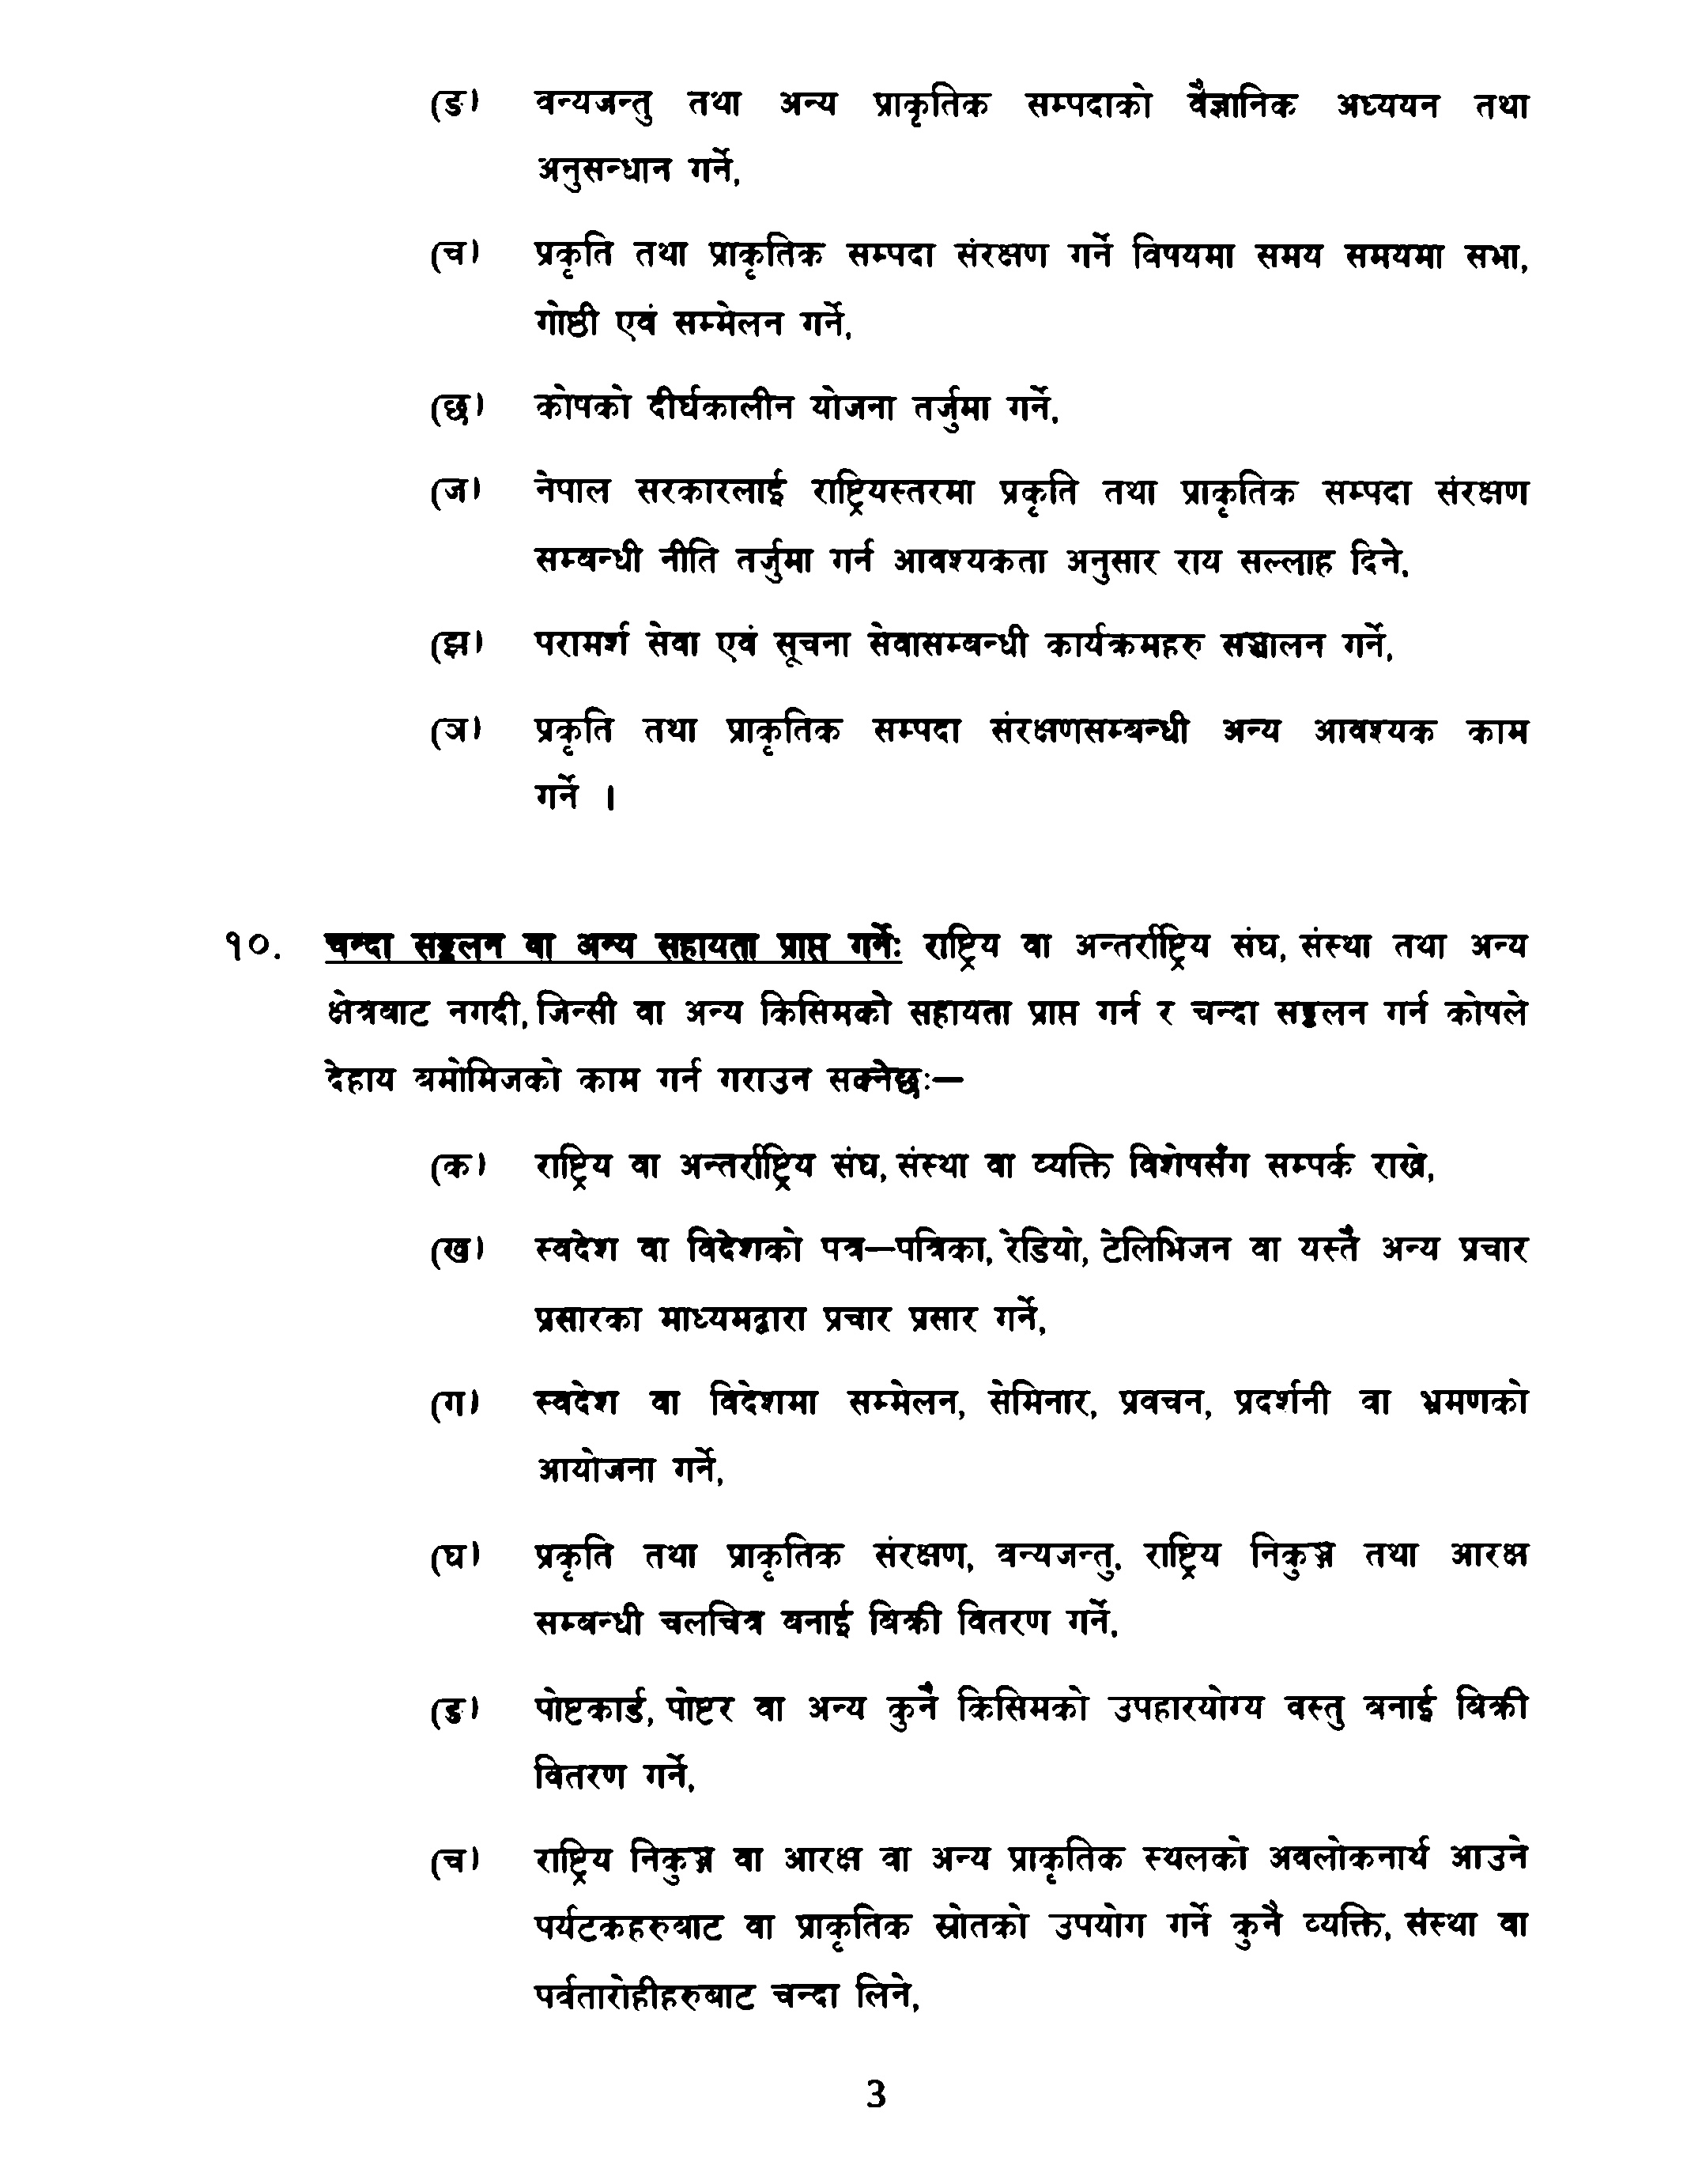 (ङ) वन्यजन्तु तथा अन्य प्राकृतिक सम्पदाको वैज्ञानिक अध्ययन तथा
अनुसन्धान गर्ने,
(च) प्रकृति तथा प्राकृतिक सम्पदा संरक्षण गर्ने विषयमा समय समयमा सभा,
गोष्ठी एवं सम्मेलन गर्ने,
(छ) कोषको दीर्घकालीन योजना तर्जुमा गर्ने,
(ज) नेपाल सरकारलाई राष्ट्रियस्तरमा प्रकृति तथा प्राकृतिक सम्पदा संरक्षण
सम्बन्धी नीति तर्जुमा गर्न आवश्यकता अनुसार राय सल्लाह दिने,
(झ) परामर्श सेवा एवं सूचना सेवासम्बन्धी कार्यक्रमहरु सञ्चालन गर्ने,
(ञ) प्रकृति तथा प्राकृतिक सम्पदा संरक्षणसम्बन्धी अन्य आवश्यक काम
गर्ने ।
१०. चन्दा सङ्कलन वा अन्य सहायता प्राप्त गर्नेः राष्ट्रिय वा अन्तर्राष्ट्रिय संघ, संस्था तथा अन्य
क्षेत्रबाट नगदी, जिन्सी वा अन्य किसिमको सहायता प्राप्त गर्न र चन्दा सङ्कलन गर्न कोषले
देहाय बमोमिजको काम गर्न गराउन सक्नेछः–
(क) राष्ट्रिय वा अन्तर्राष्ट्रिय संघ, संस्था वा व्यक्ति विशेषसँग सम्पर्क राख्ने,
(ख) स्वदेश वा विदेशको पत्र–पत्रिका, रेडियो, टेलिभिजन वा यस्तै अन्य प्रचार
प्रसारका माध्यमद्वारा प्रचार प्रसार गर्ने,
(ग) स्वदेश वा विदेशमा सम्मेलन, सेमिनार, प्रवचन, प्रदर्शनी वा भ्रमणको
आयोजना गर्ने,
(घ) प्रकृति तथा प्राकृतिक संरक्षण, वन्यजन्तु, राष्ट्रिय निकुञ्ज तथा आरक्ष
सम्बन्धी चलचित्र बनाई बिक्री वितरण गर्ने,
(ङ) पोष्टकार्ड, पोष्टर वा अन्य कुनै किसिमको उपहारयोग्य वस्तु बनाई बिक्री
वितरण गर्ने,
(च) राष्ट्रिय निकुञ्ज वा आरक्ष वा अन्य प्राकृतिक स्थलको अवलोकनार्थ आउने
पर्यटकहरुबाट वा प्राकृतिक स्रोतको उपयोग गर्ने कुनै व्यक्ति, संस्था वा
पर्वतारोहीहरुबाट चन्दा लिने,
3